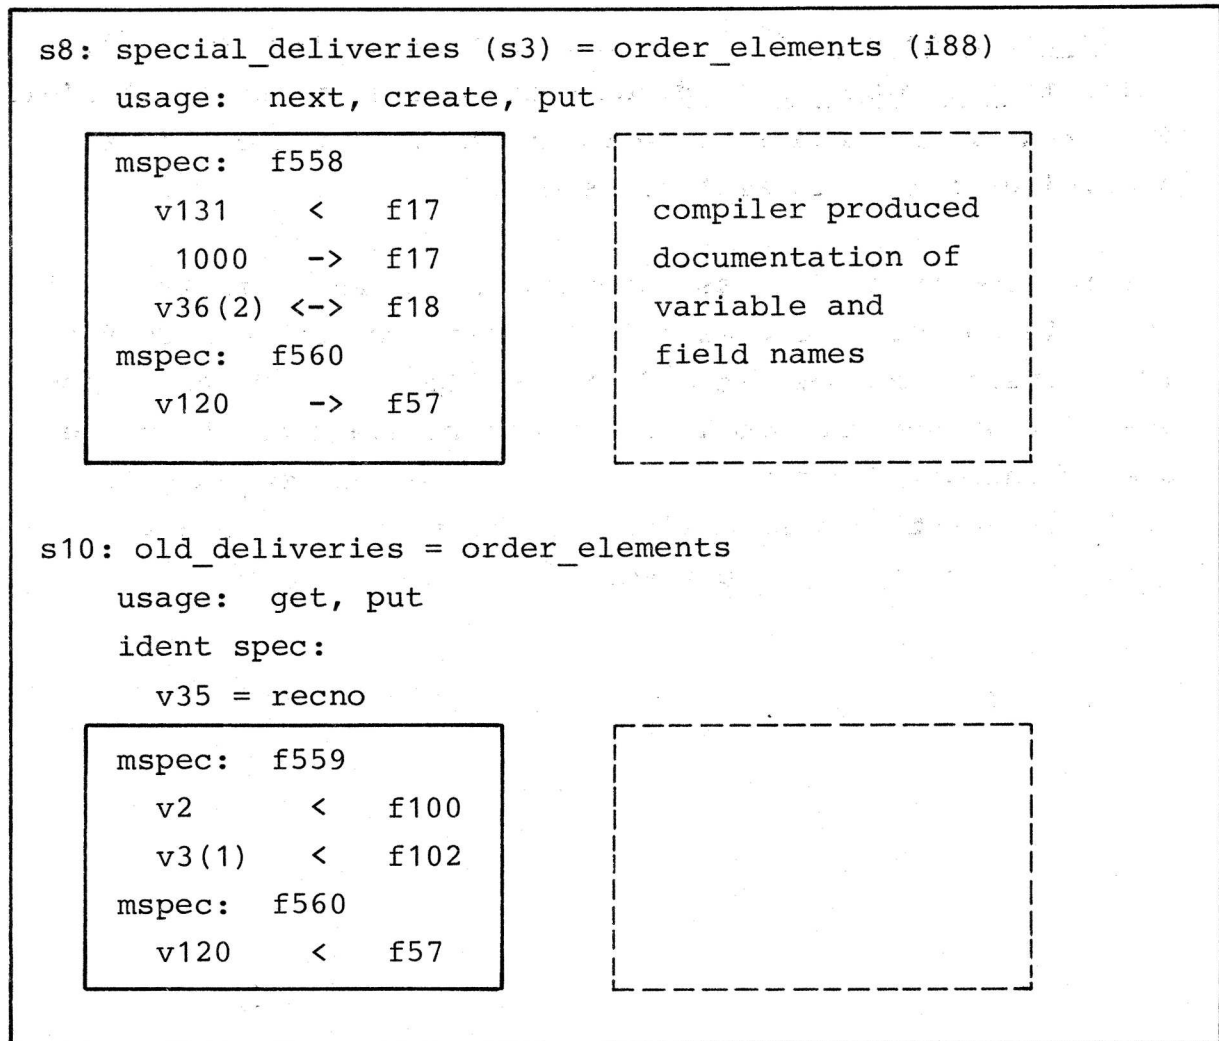 s8: special_deliveries (s3) = order_elements (i88)
usage: next, create, put
mspec: f558
v131 < f17
1000 -> f17
v36(2) <-> f18
mspec: f560
v120 -> f57
compiler produced
documentation of
variable and
field names
s10: old_deliveries = order_elements
usage: get, put
ident spec:
v35 = recno
mspec: f559
v2 < f100
v3(1) < f102
mspec: f560
v120 < f57